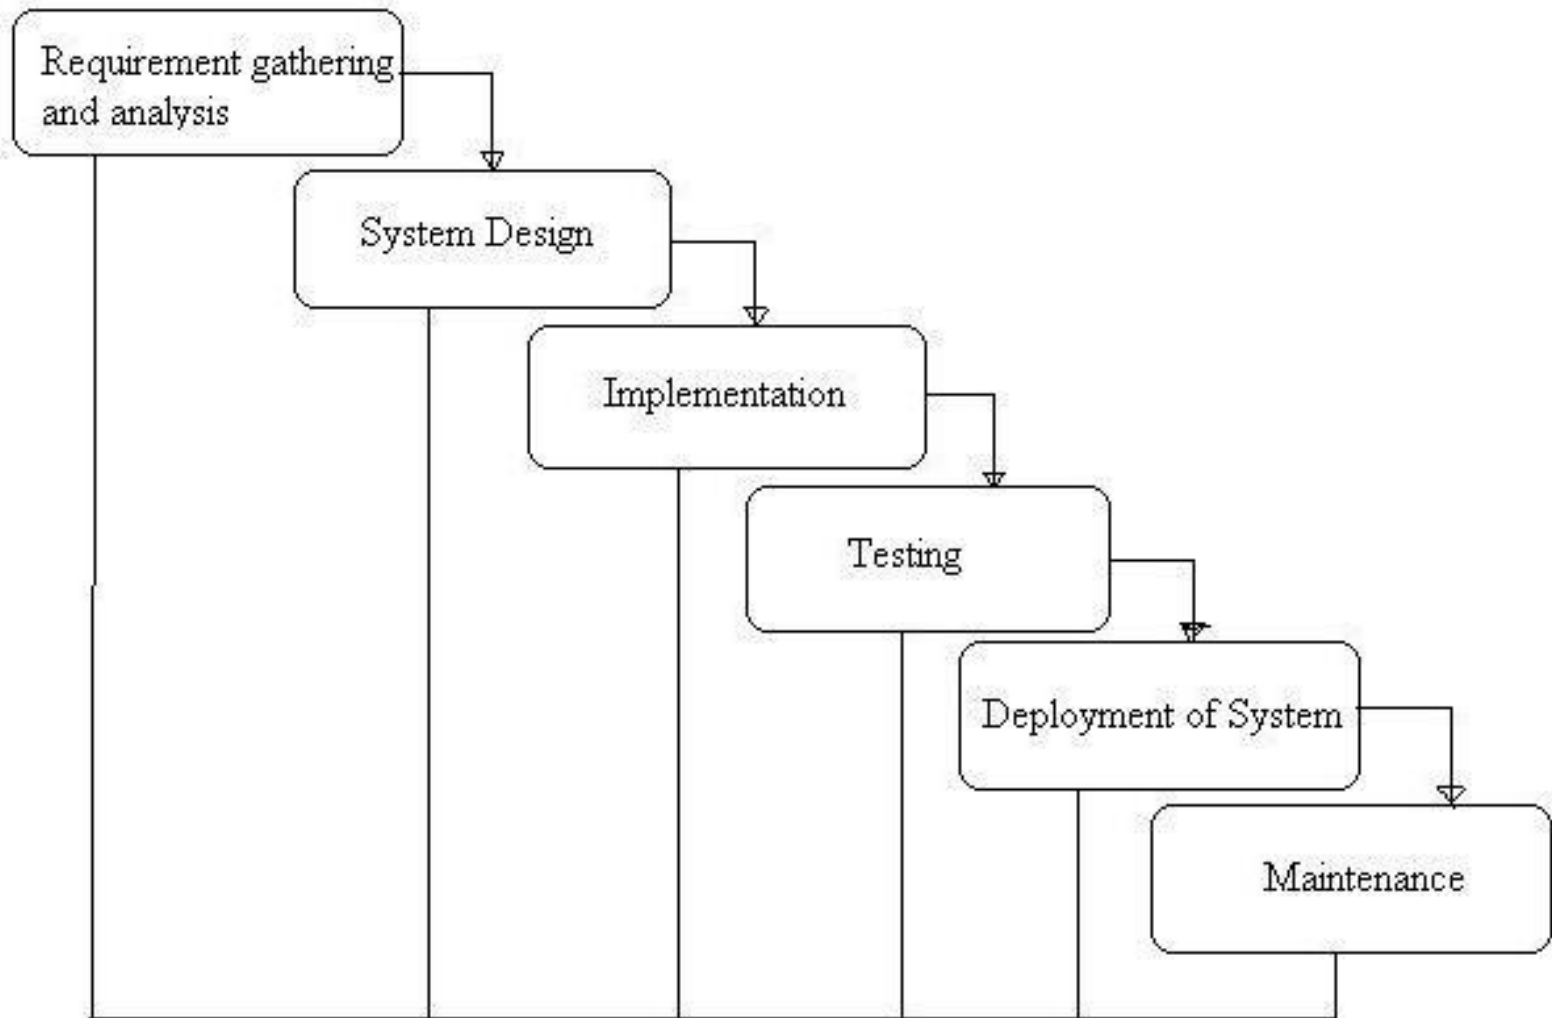 Requirement gathering
and analysis
System Design
Implementation
Testing
Deployment of System
Maintenance